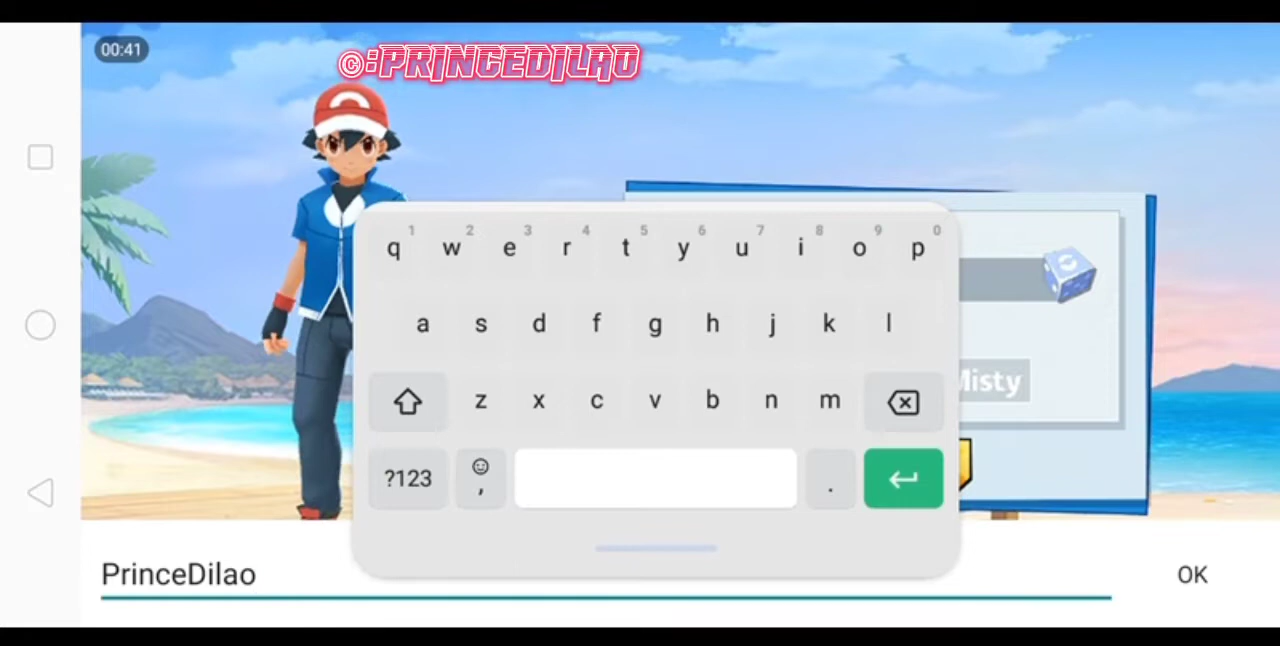 00:41
©:PRINCEDILAO
1 2 3 4 5 6 7 8 9 0
q w e r t y u i o p
a s d f g h j k l
z x c v b n m
Misty
?123 , .
PrinceDilao
OK